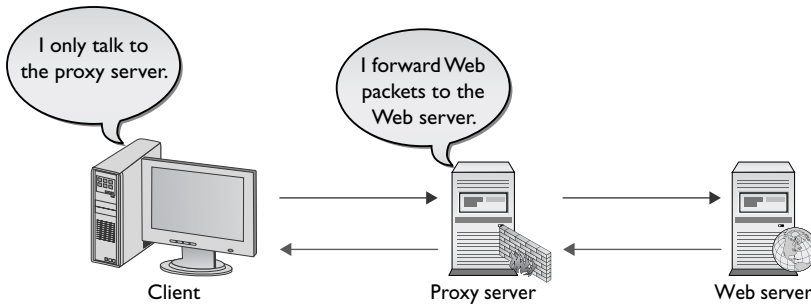 I only talk to
the proxy server.
I forward Web
packets to the
Web server.
Client
Proxy server
Web server